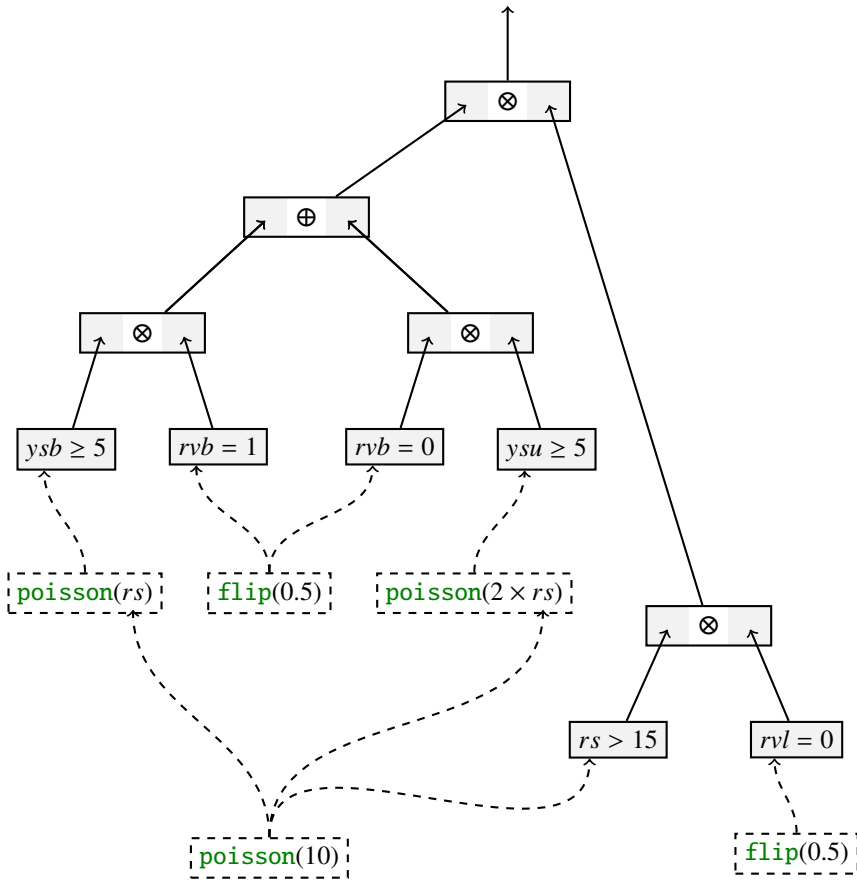 ⊗
⊕
⊗ ⊗
ysb ≥ 5 rvb = 1 rvb = 0 ysu ≥ 5
poisson(rs) flip(0.5) poisson(2 × rs)
⊗
rs > 15 rvl = 0
poisson(10) flip(0.5)